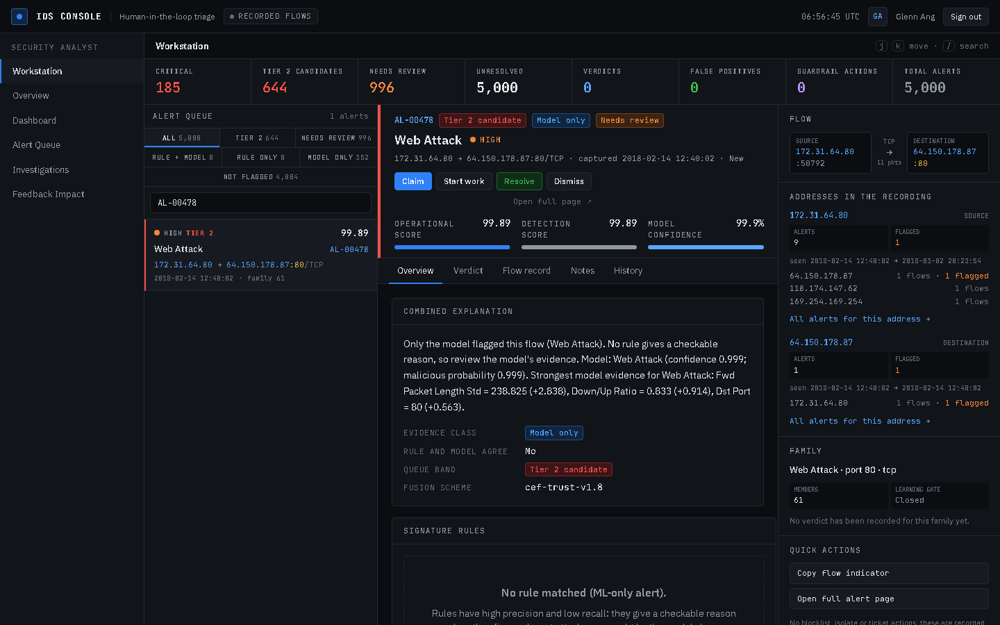 IDS CONSOLE
Human-in-the-loop triage
RECORDED FLOWS
06:56:45 UTC
GA
Glenn Ang
Sign out
SECURITY ANALYST
Workstation
Overview
Dashboard
Alert Queue
Investigations
Feedback Impact
Workstation
j k move · / search
CRITICAL
185
TIER 2 CANDIDATES
644
NEEDS REVIEW
996
UNRESOLVED
5,000
VERDICTS
0
FALSE POSITIVES
0
GUARDRAIL ACTIONS
0
TOTAL ALERTS
5,000
ALERT QUEUE
1 alerts
ALL 5,000
TIER 2 644
NEEDS REVIEW 996
RULE + MODEL 0
RULE ONLY 0
MODEL ONLY 352
NOT FLAGGED 4,004
AL-00478
HIGH TIER 2
99.89
Web Attack
AL-00478
172.31.64.80 → 64.150.178.87:80/TCP
2018-02-14 12:40:02 · family 61
AL-00478
Tier 2 candidate
Model only
Needs review
Web Attack
HIGH
172.31.64.80 → 64.150.178.87:80/TCP · captured 2018-02-14 12:40:02 · New
Claim
Start work
Resolve
Dismiss
Open full page ↗
OPERATIONAL SCORE
99.89
DETECTION SCORE
99.89
MODEL CONFIDENCE
99.9%
Overview
Verdict
Flow record
Notes
History
COMBINED EXPLANATION
Only the model flagged this flow (Web Attack). No rule gives a checkable
reason, so review the model's evidence. Model: Web Attack (confidence 0.999;
malicious probability 0.999). Strongest model evidence for Web Attack: Fwd
Packet Length Std = 238.825 (+2.838), Down/Up Ratio = 0.833 (+0.914), Dst Port
= 80 (+0.563).
EVIDENCE CLASS
Model only
RULE AND MODEL AGREE
No
QUEUE BAND
Tier 2 candidate
FUSION SCHEME
cef-trust-v1.8
SIGNATURE RULES
No rule matched (ML-only alert).
Rules have high precision and low recall: they give a checkable reason
FLOW
SOURCE
172.31.64.80
:50792
TCP
→
11 pkts
DESTINATION
64.150.178.87
:80
ADDRESSES IN THE RECORDING
172.31.64.80
SOURCE
ALERTS
9
FLAGGED
1
seen 2018-02-14 12:40:02 → 2018-03-02 20:23:54
64.150.178.87
1 flows · 1 flagged
118.174.147.62
1 flows
169.254.169.254
1 flows
All alerts for this address →
64.150.178.87
DESTINATION
ALERTS
1
FLAGGED
1
seen 2018-02-14 12:40:02 → 2018-02-14 12:40:02
172.31.64.80
1 flows · 1 flagged
All alerts for this address →
FAMILY
Web Attack · port 80 · tcp
MEMBERS
61
LEARNING GATE
Closed
No verdict has been recorded for this family yet.
QUICK ACTIONS
Copy flow indicator
Open full alert page
No blocklist, isolate or ticket actions: these are recorded